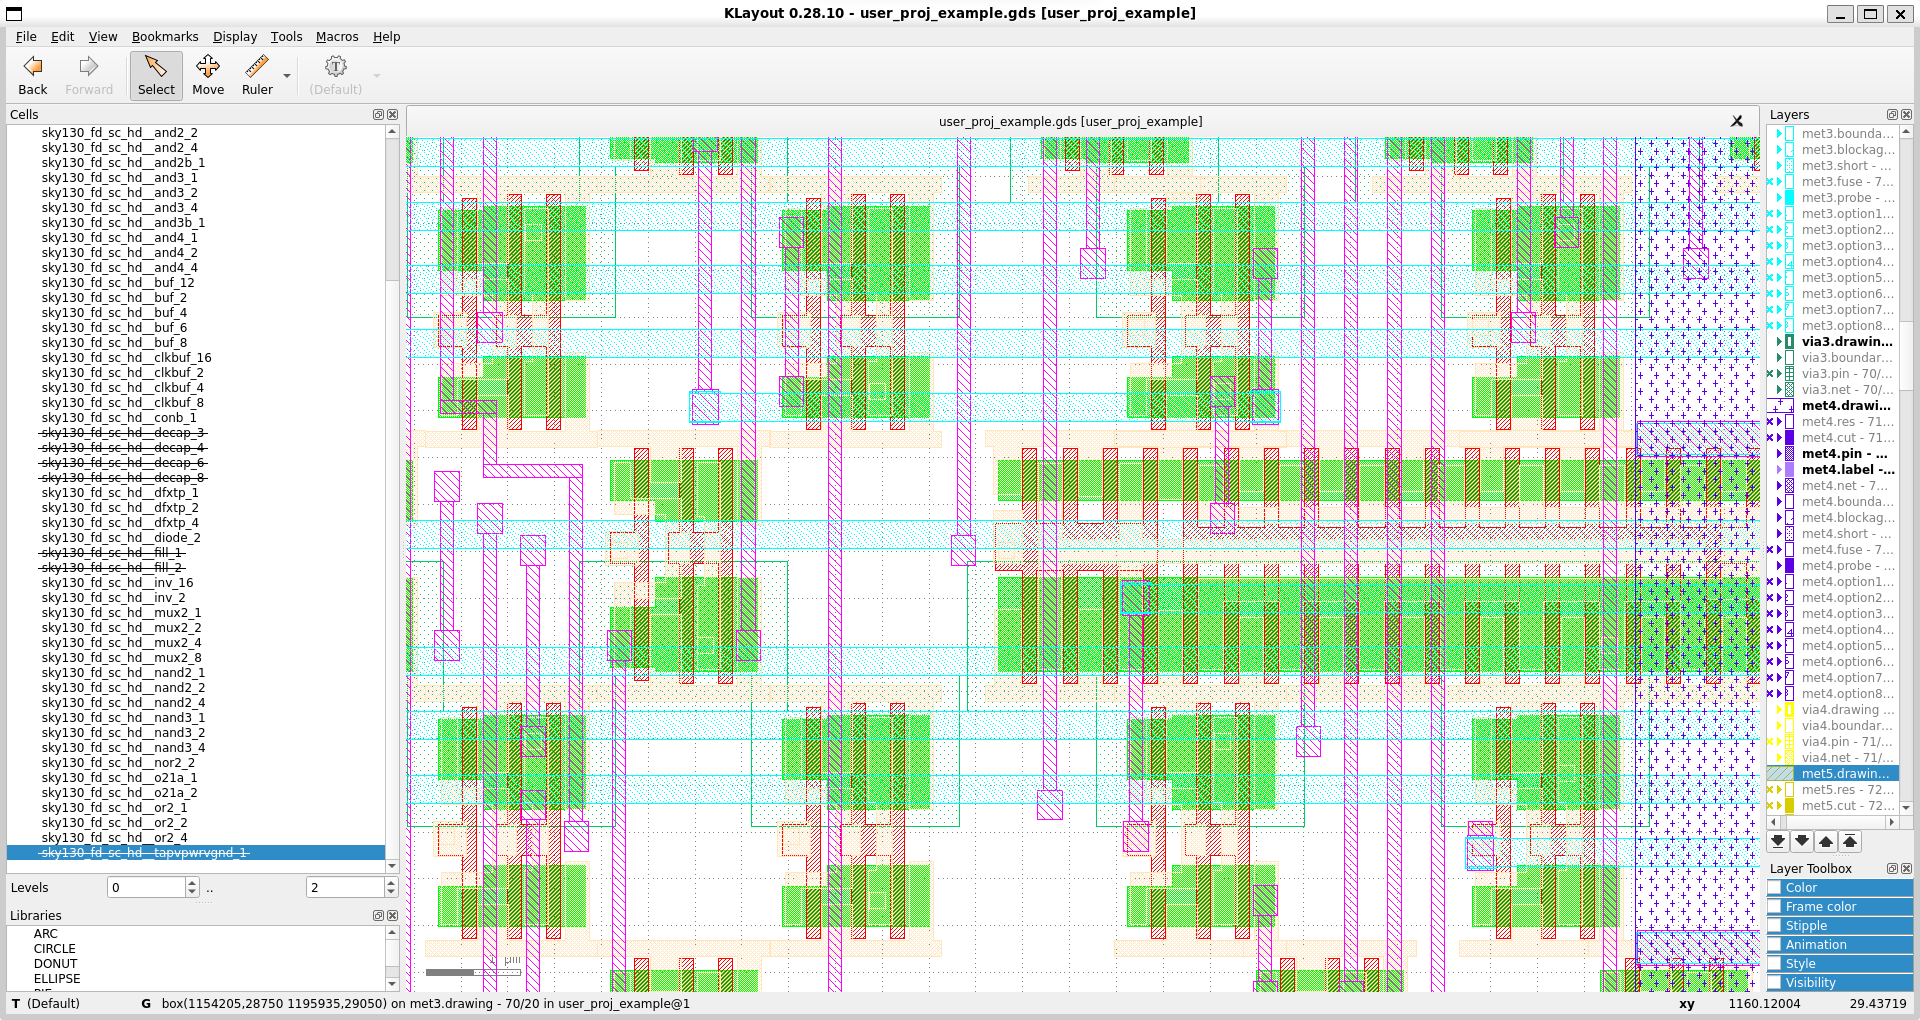 KLayout 0.28.10 - user_proj_example.gds [user_proj_example]
File Edit View Bookmarks Display Tools Macros Help
Back Forward Select Move Ruler (Default)
Cells
sky130_fd_sc_hd__and2_2
sky130_fd_sc_hd__and2_4
sky130_fd_sc_hd__and2b_1
sky130_fd_sc_hd__and3_1
sky130_fd_sc_hd__and3_2
sky130_fd_sc_hd__and3_4
sky130_fd_sc_hd__and3b_1
sky130_fd_sc_hd__and4_1
sky130_fd_sc_hd__and4_2
sky130_fd_sc_hd__and4_4
sky130_fd_sc_hd__buf_12
sky130_fd_sc_hd__buf_2
sky130_fd_sc_hd__buf_4
sky130_fd_sc_hd__buf_6
sky130_fd_sc_hd__buf_8
sky130_fd_sc_hd__clkbuf_16
sky130_fd_sc_hd__clkbuf_2
sky130_fd_sc_hd__clkbuf_4
sky130_fd_sc_hd__clkbuf_8
sky130_fd_sc_hd__conb_1
sky130_fd_sc_hd__decap_3
sky130_fd_sc_hd__decap_4
sky130_fd_sc_hd__decap_6
sky130_fd_sc_hd__decap_8
sky130_fd_sc_hd__dfxtp_1
sky130_fd_sc_hd__dfxtp_2
sky130_fd_sc_hd__dfxtp_4
sky130_fd_sc_hd__diode_2
sky130_fd_sc_hd__fill_1
sky130_fd_sc_hd__fill_2
sky130_fd_sc_hd__inv_16
sky130_fd_sc_hd__inv_2
sky130_fd_sc_hd__mux2_1
sky130_fd_sc_hd__mux2_2
sky130_fd_sc_hd__mux2_4
sky130_fd_sc_hd__mux2_8
sky130_fd_sc_hd__nand2_1
sky130_fd_sc_hd__nand2_2
sky130_fd_sc_hd__nand2_4
sky130_fd_sc_hd__nand3_1
sky130_fd_sc_hd__nand3_2
sky130_fd_sc_hd__nand3_4
sky130_fd_sc_hd__nor2_2
sky130_fd_sc_hd__o21a_1
sky130_fd_sc_hd__o21a_2
sky130_fd_sc_hd__or2_1
sky130_fd_sc_hd__or2_2
sky130_fd_sc_hd__or2_4
sky130_fd_sc_hd__tapvpwrvgnd_1
Levels 0 .. 2
Libraries
ARC
CIRCLE
DONUT
ELLIPSE
user_proj_example.gds [user_proj_example]
1 µm
Layers
met3.bounda...
met3.blockag...
met3.short - ...
met3.fuse - 7...
met3.probe - ...
met3.option1...
met3.option2...
met3.option3...
met3.option4...
met3.option5...
met3.option6...
met3.option7...
met3.option8...
via3.drawin...
via3.boundar...
via3.pin - 70/...
via3.net - 70/...
met4.drawi...
met4.res - 71...
met4.cut - 71...
met4.pin - ...
met4.label -...
met4.net - 7...
met4.bounda...
met4.blockag...
met4.short - ...
met4.fuse - 7...
met4.probe - ...
met4.option1...
met4.option2...
met4.option3...
met4.option4...
met4.option5...
met4.option6...
met4.option7...
met4.option8...
via4.drawing ...
via4.boundar...
via4.pin - 71/...
via4.net - 71/...
met5.drawin...
met5.res - 72...
met5.cut - 72...
Layer Toolbox
Color
Frame color
Stipple
Animation
Style
Visibility
T (Default) G box(1154205,28750 1195935,29050) on met3.drawing - 70/20 in user_proj_example@1 xy 1160.12004 29.43719